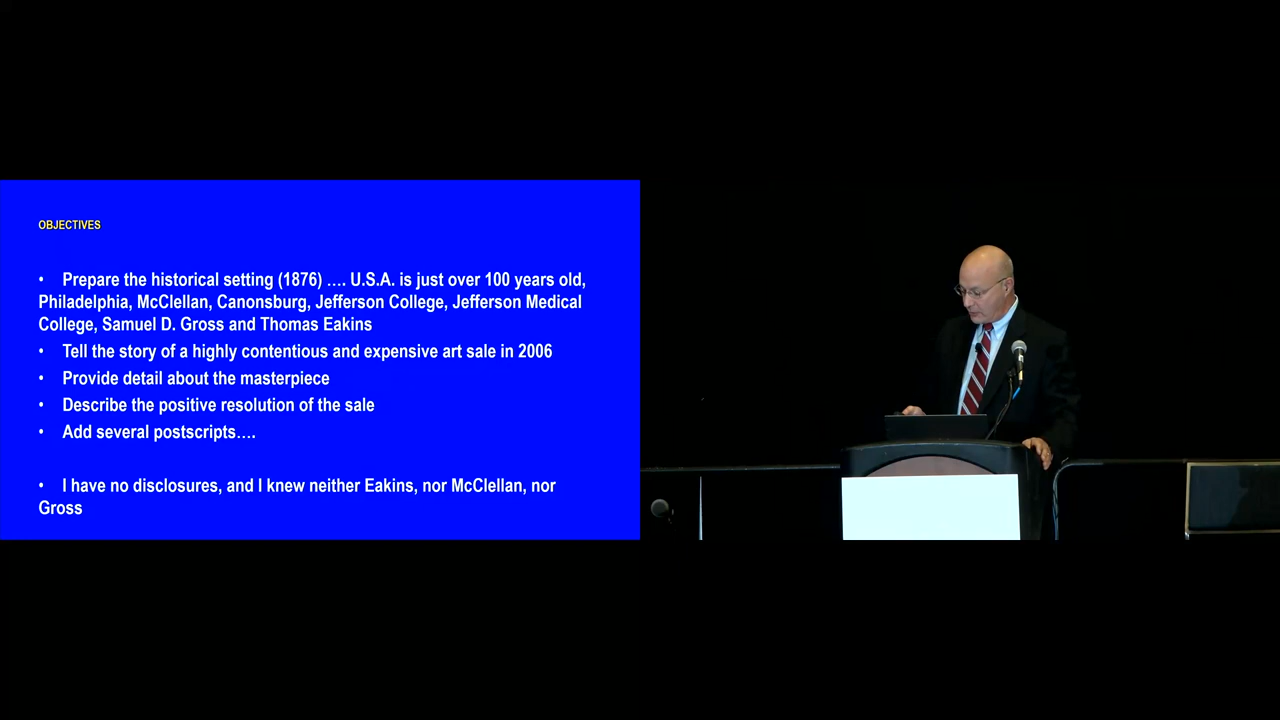 OBJECTIVES
• Prepare the historical setting (1876) …. U.S.A. is just over 100 years old,
Philadelphia, McClellan, Canonsburg, Jefferson College, Jefferson Medical
College, Samuel D. Gross and Thomas Eakins
• Tell the story of a highly contentious and expensive art sale in 2006
• Provide detail about the masterpiece
• Describe the positive resolution of the sale
• Add several postscripts….
• I have no disclosures, and I knew neither Eakins, nor McClellan, nor
Gross